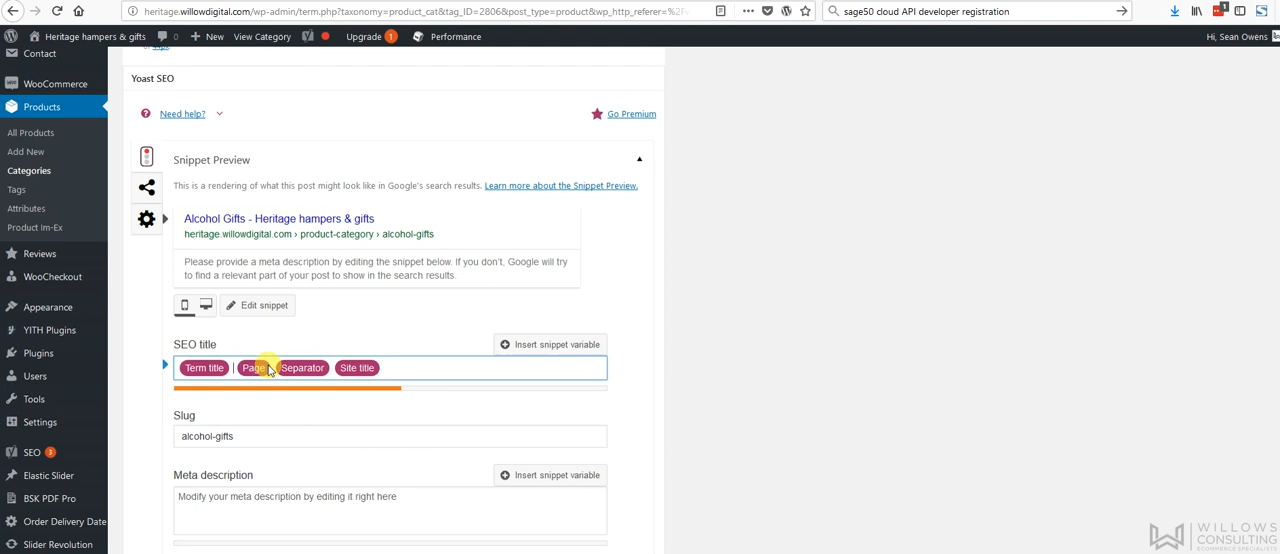 heritage.willowdigital.com/wp-admin/term.php?taxonomy=product_cat&tag_ID=2806&post_type=product&wp_http_referer=%2F
sage50 cloud API developer registration
1
Heritage hampers & gifts 0 New View Category Upgrade 1 Performance Hi, Sean Owens
Contact
WooCommerce
Products
All Products
Add New
Categories
Tags
Attributes
Product Im-Ex
Reviews
WooCheckout
Appearance
YITH Plugins
Plugins
Users
Tools
Settings
SEO 3
Elastic Slider
BSK PDF Pro
Order Delivery Date
Slider Revolution
Yoast SEO
Need help?
Go Premium
Snippet Preview
This is a rendering of what this post might look like in Google's search results. Learn more about the Snippet Preview.
Alcohol Gifts - Heritage hampers & gifts
heritage.willowdigital.com › product-category › alcohol-gifts
Please provide a meta description by editing the snippet below. If you don't, Google will try
to find a relevant part of your post to show in the search results.
Edit snippet
SEO title
Insert snippet variable
Term title Page Separator Site title
Slug
alcohol-gifts
Meta description
Insert snippet variable
Modify your meta description by editing it right here
WILLOWS
CONSULTING
ECOMMERCE SPECIALISTS